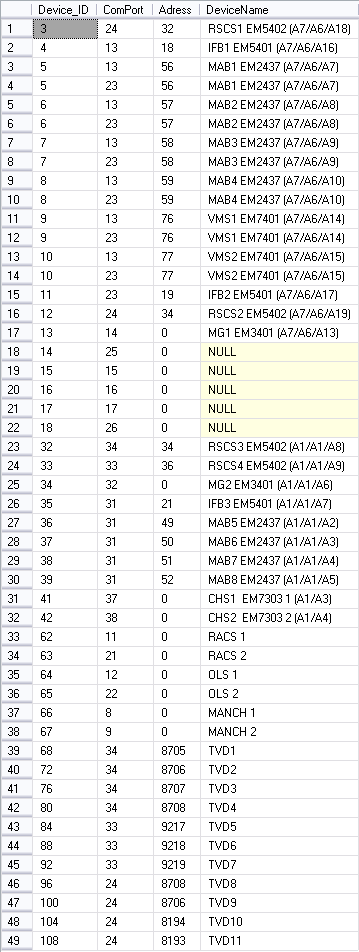 Device_ID ComPort Adress DeviceName
1 3 24 32 RSCS1 EM5402 (A7/A6/A18)
2 4 13 18 IFB1 EM5401 (A7/A6/A16)
3 5 13 56 MAB1 EM2437 (A7/A6/A7)
4 5 23 56 MAB1 EM2437 (A7/A6/A7)
5 6 13 57 MAB2 EM2437 (A7/A6/A8)
6 6 23 57 MAB2 EM2437 (A7/A6/A8)
7 7 13 58 MAB3 EM2437 (A7/A6/A9)
8 7 23 58 MAB3 EM2437 (A7/A6/A9)
9 8 13 59 MAB4 EM2437 (A7/A6/A10)
10 8 23 59 MAB4 EM2437 (A7/A6/A10)
11 9 13 76 VMS1 EM7401 (A7/A6/A14)
12 9 23 76 VMS1 EM7401 (A7/A6/A14)
13 10 13 77 VMS2 EM7401 (A7/A6/A15)
14 10 23 77 VMS2 EM7401 (A7/A6/A15)
15 11 23 19 IFB2 EM5401 (A7/A6/A17)
16 12 24 34 RSCS2 EM5402 (A7/A6/A19)
17 13 14 0 MG1 EM3401 (A7/A6/A13)
18 14 25 0 NULL
19 15 15 0 NULL
20 16 16 0 NULL
21 17 17 0 NULL
22 18 26 0 NULL
23 32 34 34 RSCS3 EM5402 (A1/A1/A8)
24 33 33 36 RSCS4 EM5402 (A1/A1/A9)
25 34 32 0 MG2 EM3401 (A1/A1/A6)
26 35 31 21 IFB3 EM5401 (A1/A1/A7)
27 36 31 49 MAB5 EM2437 (A1/A1/A2)
28 37 31 50 MAB6 EM2437 (A1/A1/A3)
29 38 31 51 MAB7 EM2437 (A1/A1/A4)
30 39 31 52 MAB8 EM2437 (A1/A1/A5)
31 41 37 0 CHS1  EM7303 1 (A1/A3)
32 42 38 0 CHS2  EM7303 2 (A1/A4)
33 62 11 0 RACS 1
34 63 21 0 RACS 2
35 64 12 0 OLS 1
36 65 22 0 OLS 2
37 66 8 0 MANCH 1
38 67 9 0 MANCH 2
39 68 34 8705 TVD1
40 72 34 8706 TVD2
41 76 34 8707 TVD3
42 80 34 8708 TVD4
43 84 33 9217 TVD5
44 88 33 9218 TVD6
45 92 33 9219 TVD7
46 96 24 8708 TVD8
47 100 24 8706 TVD9
48 104 24 8194 TVD10
49 108 24 8193 TVD11